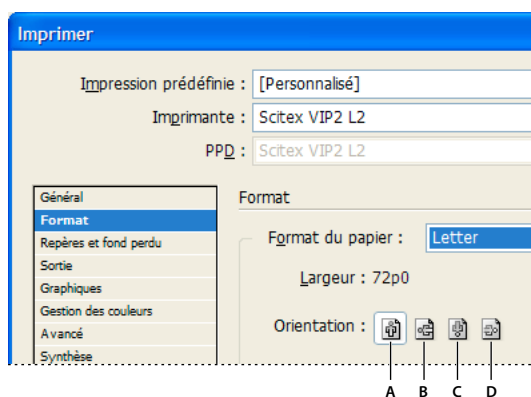 Imprimer
Impression prédéfinie : [Personnalisé]
Imprimante : Scitex VIP2 L2
PPD : Scitex VIP2 L2
Général
Format
Repères et fond perdu
Sortie
Graphiques
Gestion des couleurs
Avancé
Synthèse
Format
Format du papier : Letter
Largeur : 72p0
Orientation :
A B C D